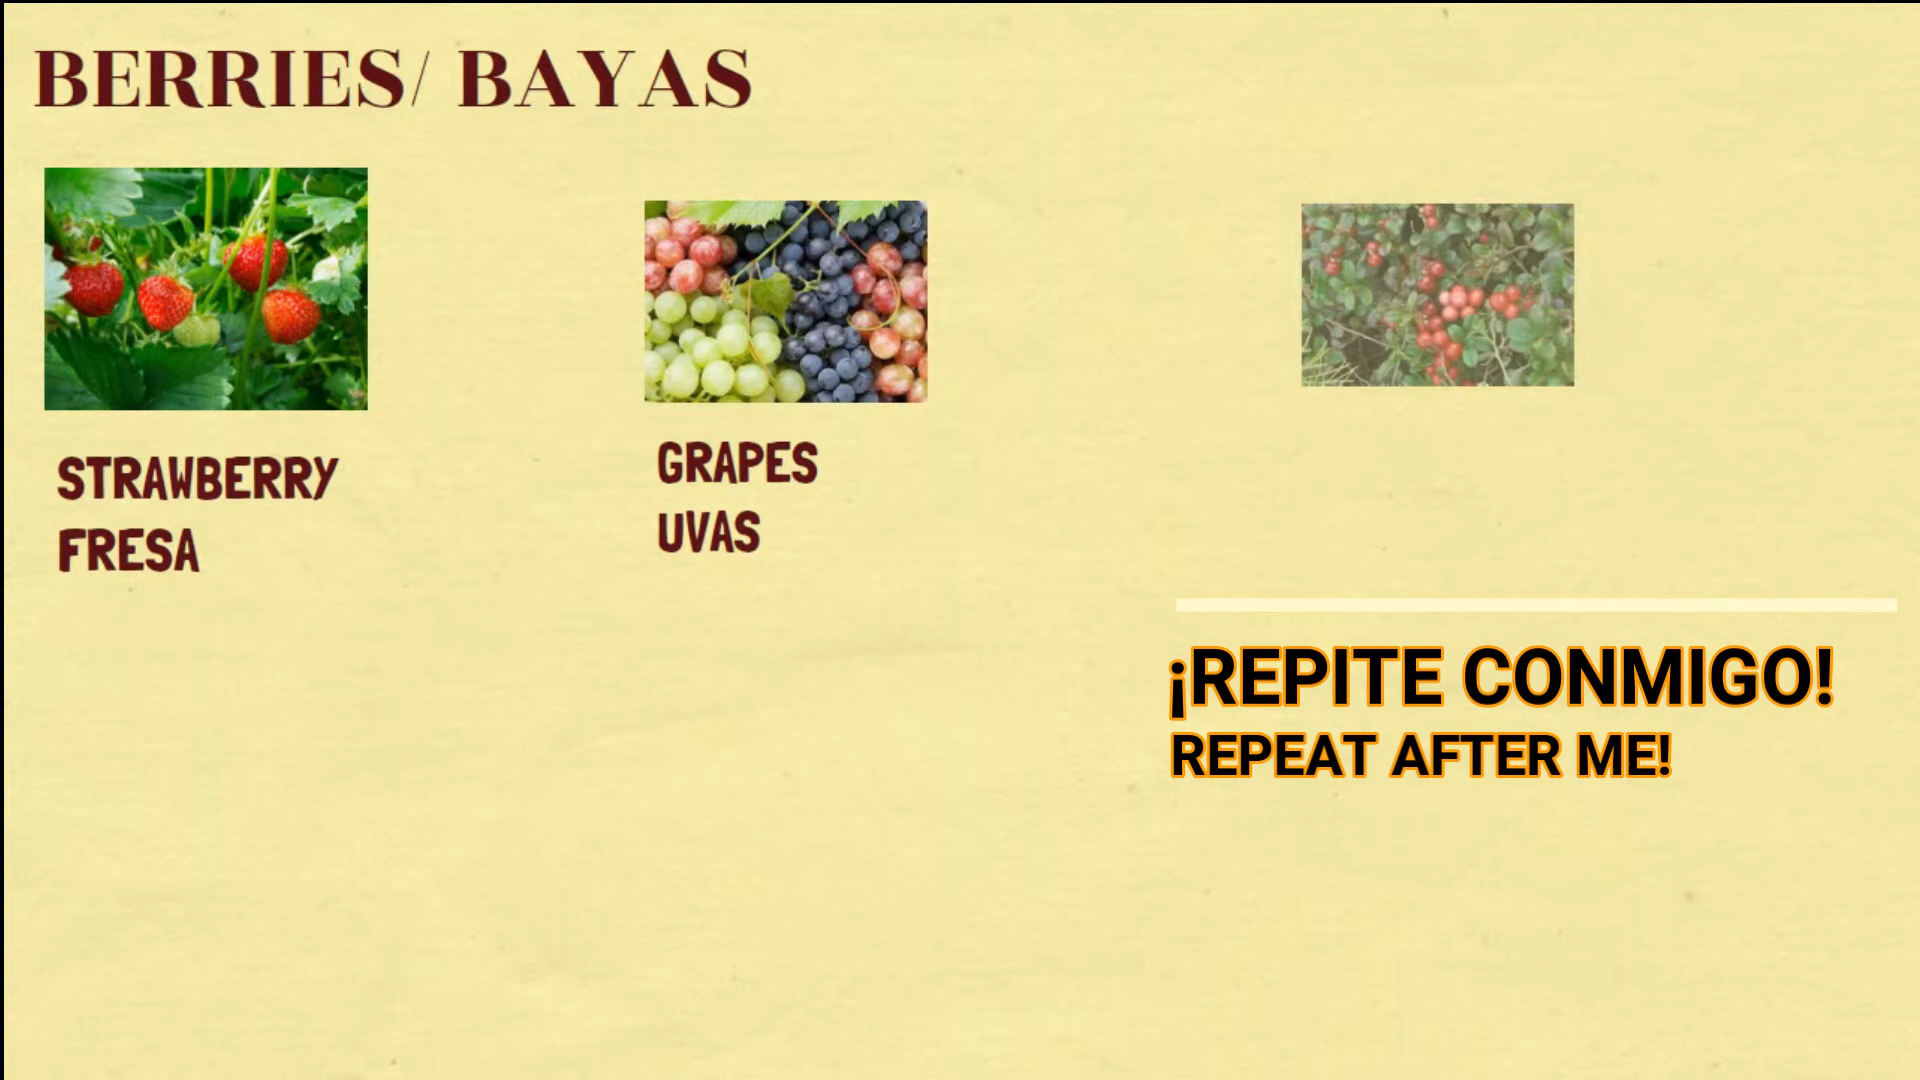 BERRIES/ BAYAS
STRAWBERRY
FRESA
GRAPES
UVAS
¡REPITE CONMIGO!
REPEAT AFTER ME!